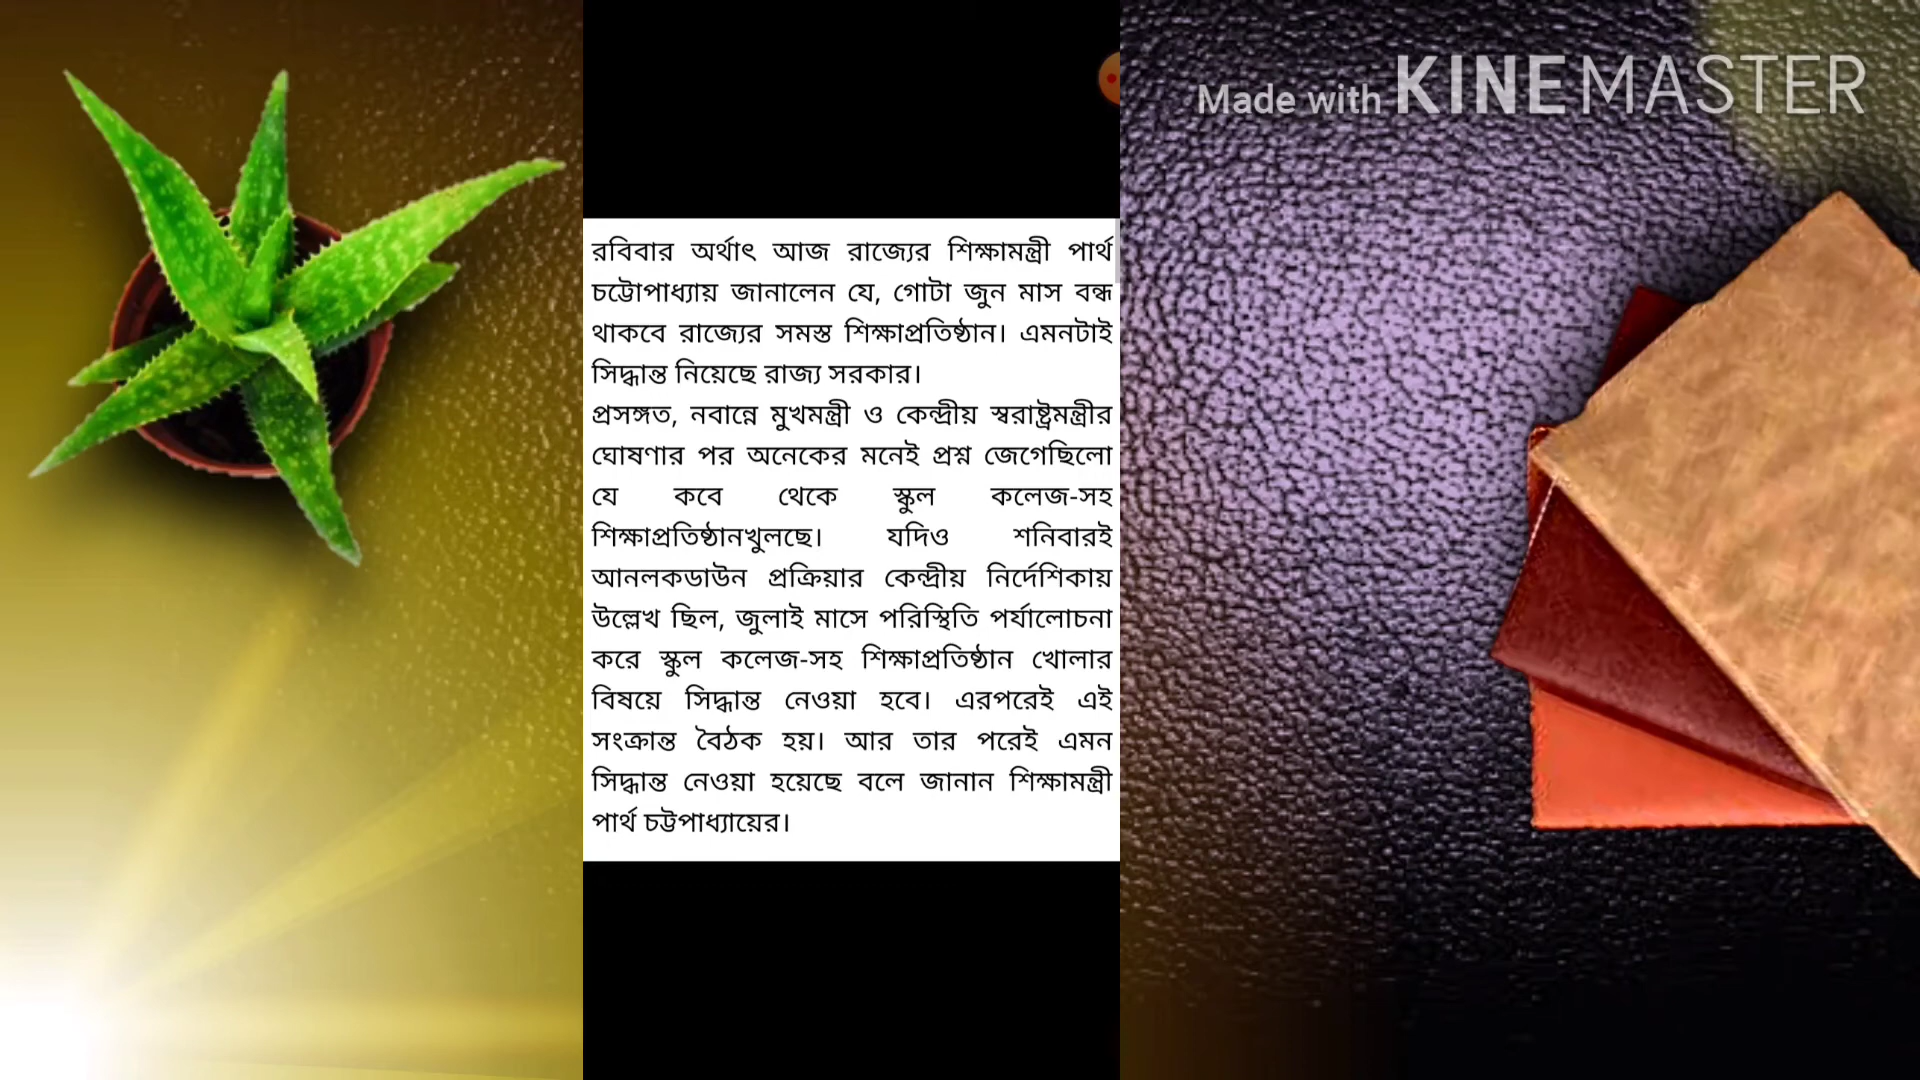 Made with KINEMASTER
রবিবার অর্থাৎ আজ রাজ্যের শিক্ষামন্ত্রী পার্থ
চট্টোপাধ্যায় জানালেন যে, গোটা জুন মাস বন্ধ
থাকবে রাজ্যের সমস্ত শিক্ষাপ্রতিষ্ঠান। এমনটাই
সিদ্ধান্ত নিয়েছে রাজ্য সরকার।
প্রসঙ্গত, নবান্নে মুখমন্ত্রী ও কেন্দ্রীয় স্বরাষ্ট্রমন্ত্রীর
ঘোষণার পর অনেকের মনেই প্রশ্ন জেগেছিলো
যে কবে থেকে স্কুল কলেজ-সহ
শিক্ষাপ্রতিষ্ঠানখুলছে। যদিও শনিবারই
আনলকডাউন প্রক্রিয়ার কেন্দ্রীয় নির্দেশিকায়
উল্লেখ ছিল, জুলাই মাসে পরিস্থিতি পর্যালোচনা
করে স্কুল কলেজ-সহ শিক্ষাপ্রতিষ্ঠান খোলার
বিষয়ে সিদ্ধান্ত নেওয়া হবে। এরপরেই এই
সংক্রান্ত বৈঠক হয়। আর তার পরেই এমন
সিদ্ধান্ত নেওয়া হয়েছে বলে জানান শিক্ষামন্ত্রী
পার্থ চট্টপাধ্যায়ের।